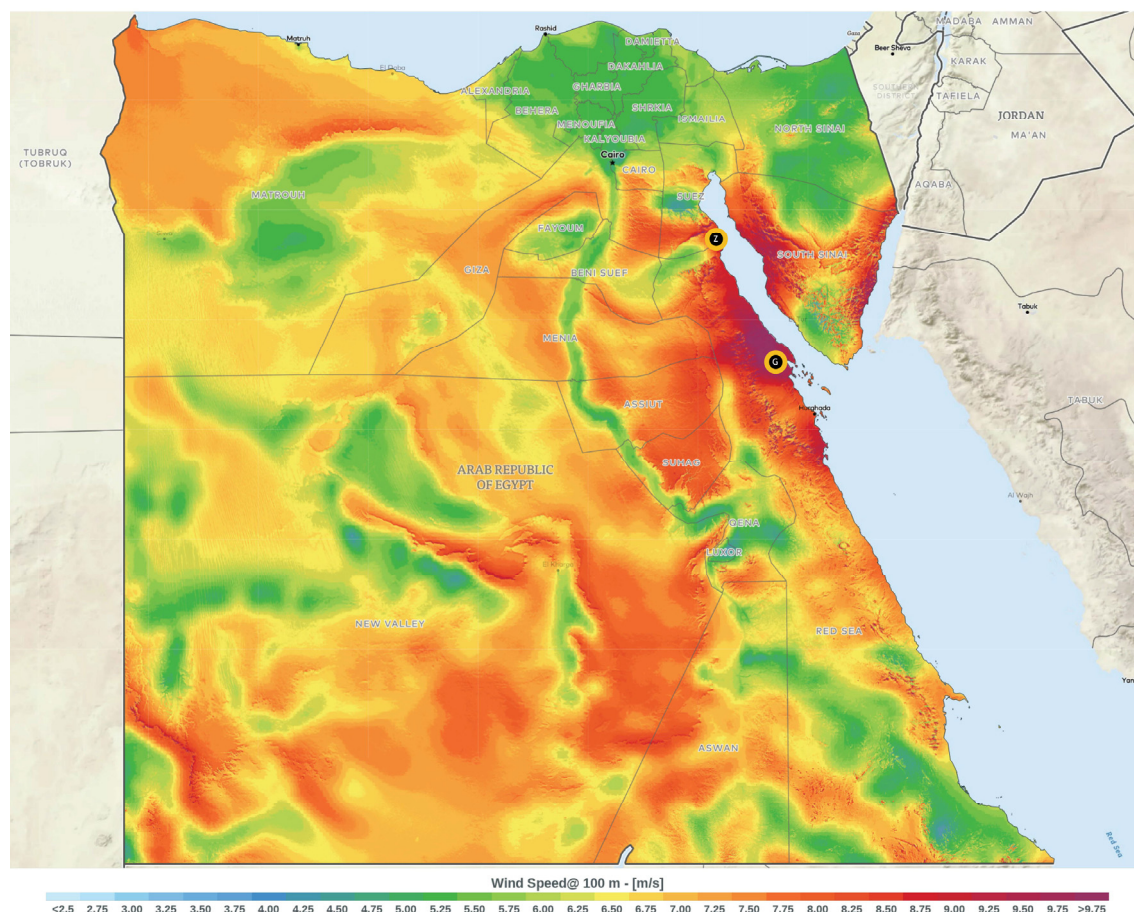 MADABA AMMAN
Rashid
Gaza
Matruh
DAMIETTA
Beer Sheva
KARAK
El Daba
DAKAHLIA
ALEXANDRIA
GHARBIA
SOUTHERN
DISTRICT
TAFIELA
BEHERA
SHRKIA
JORDAN
MENOUFIA
ISMAILIA
NORTH SINAI
MA'AN
KALYOUBIA
TUBRUQ
(TOBRUK)
Cairo
CAIRO
AQABA
MATROUH
SUEZ
FAYOUM
Z
SOUTH SINAI
GIZA
BENI SUEF
Tabuk
MENIA
G
TABUK
ASSIUT
Hurghada
SUHAG
ARAB REPUBLIC
OF EGYPT
Al Wajh
QENA
LUXOR
NEW VALLEY
RED SEA
Yan
ASWAN
Red Sea
Wind Speed@ 100 m - [m/s]
<2.5 2.75 3.00 3.25 3.50 3.75 4.00 4.25 4.50 4.75 5.00 5.25 5.50 5.75 6.00 6.25 6.50 6.75 7.00 7.25 7.50 7.75 8.00 8.25 8.50 8.75 9.00 9.25 9.50 9.75 >9.75